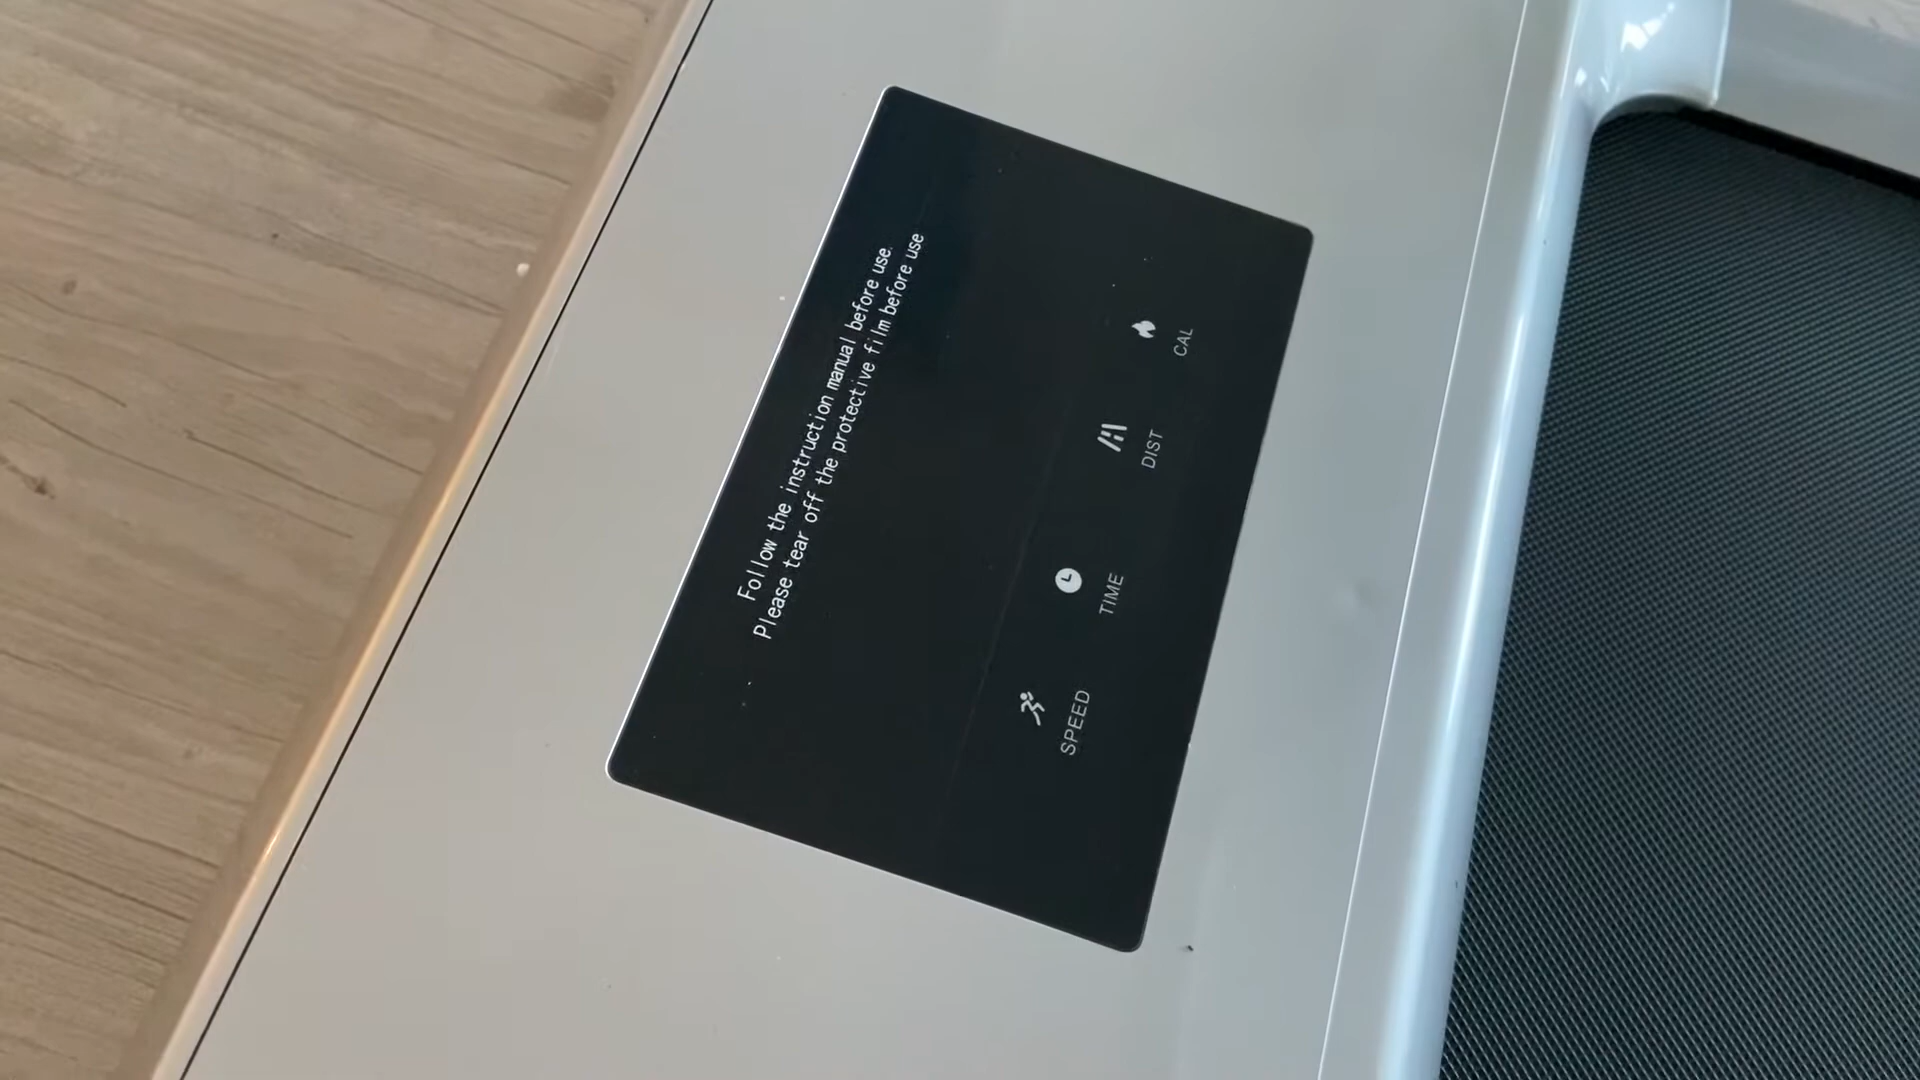 Follow the instruction manual before use.
Please tear off the protective film before use
SPEED
TIME
DIST
CAL